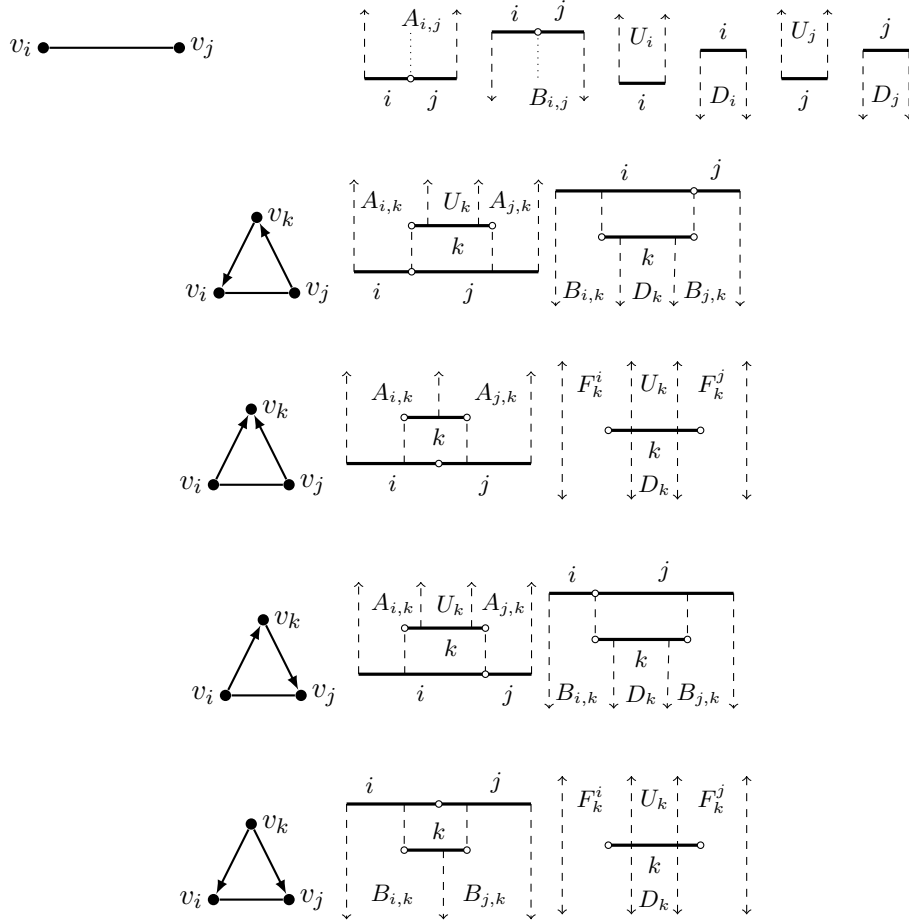 v_i v_j A_{i,j} i j i j B_{i,j} U_i i i D_i U_j j j D_j
v_k v_i v_j A_{i,k} U_k A_{j,k} k i j i j k B_{i,k} D_k B_{j,k}
v_k v_i v_j A_{i,k} A_{j,k} k i j F_k^i U_k F_k^j k D_k
v_k v_i v_j A_{i,k} U_k A_{j,k} k i j i j k B_{i,k} D_k B_{j,k}
v_k v_i v_j i j k B_{i,k} B_{j,k} F_k^i U_k F_k^j k D_k